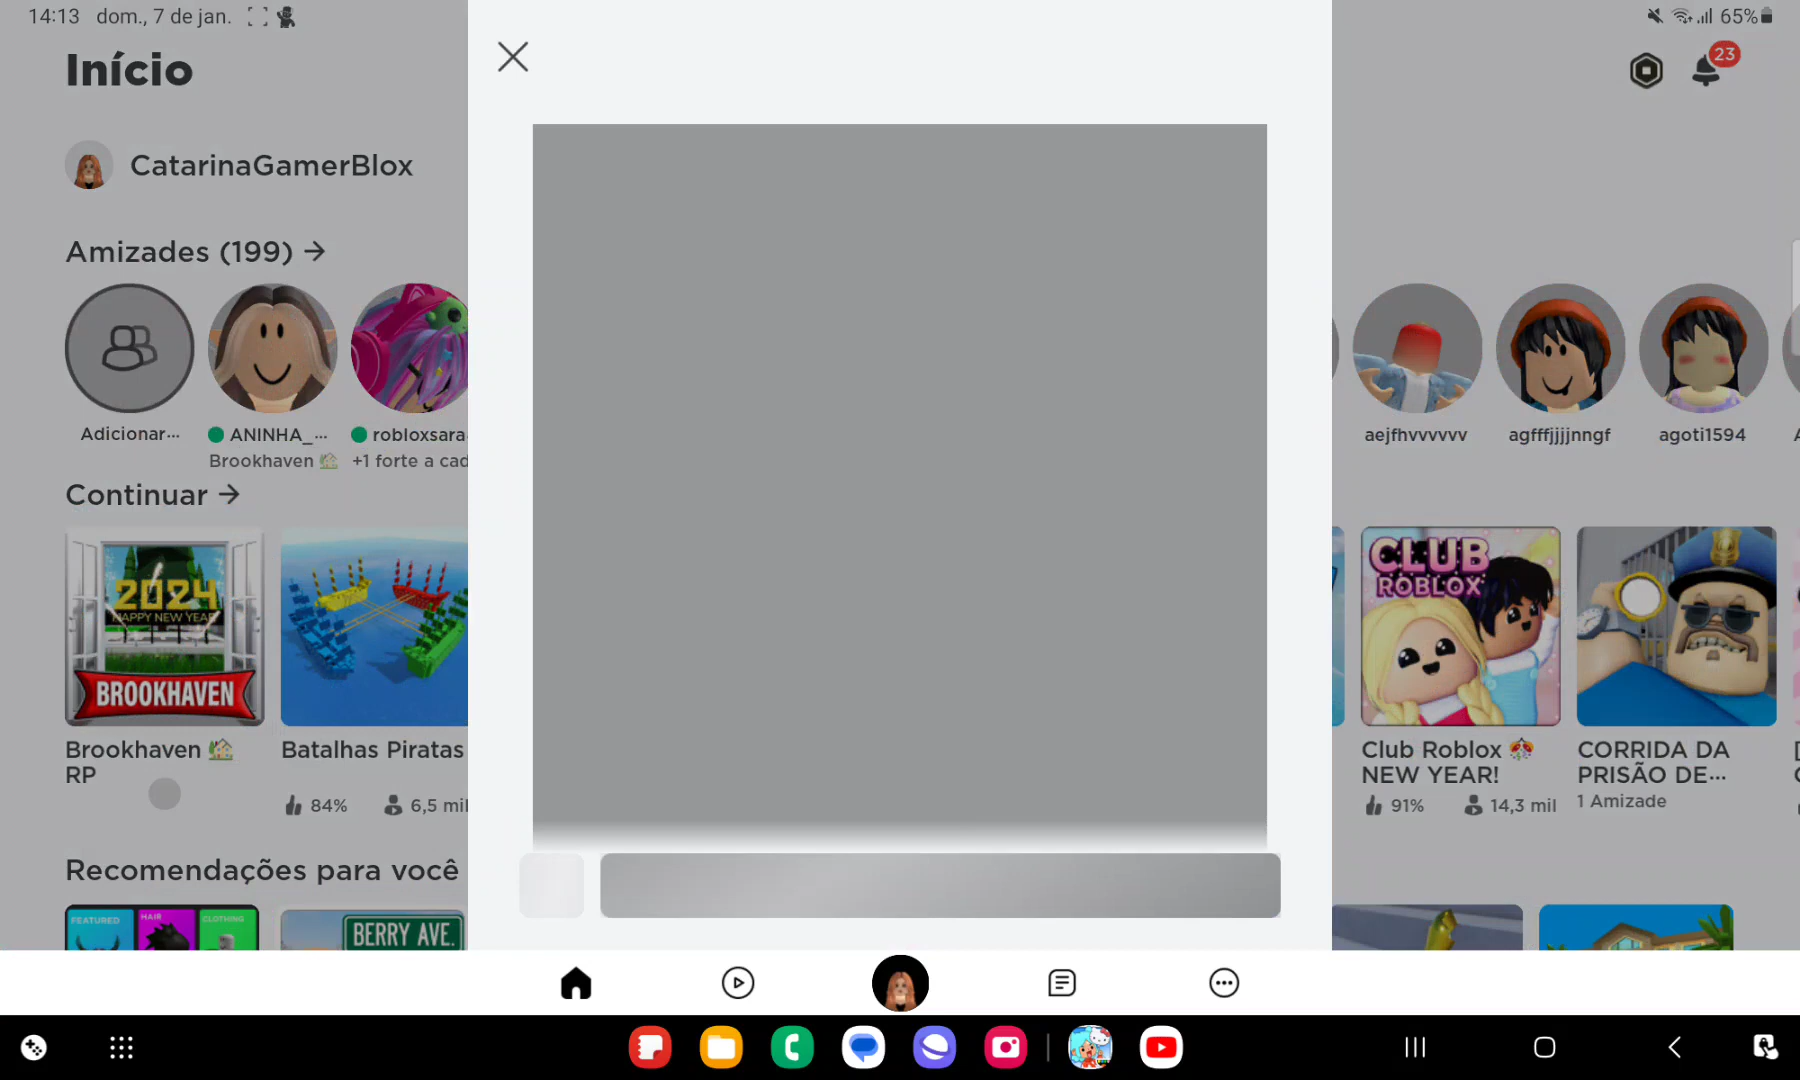 14:13 dom., 7 de jan. 65%
Início
23
CatarinaGamerBlox
Amizades (199) →
Adicionar...
ANINHA_...
robloxsara
aejfhvvvvvv
agfffjjjjnngf
agoti1594
Brookhaven
+1 forte a cad
Continuar →
2024
HAPPY NEW YEAR
BROOKHAVEN
CLUB
ROBLOX
Brookhaven
RP
Batalhas Piratas
84% 6,5 mil
Club Roblox
NEW YEAR!
91% 14,3 mil
CORRIDA DA
PRISÃO DE...
1 Amizade
Recomendações para você
FEATURED HAIR CLOTHING
BERRY AVE.